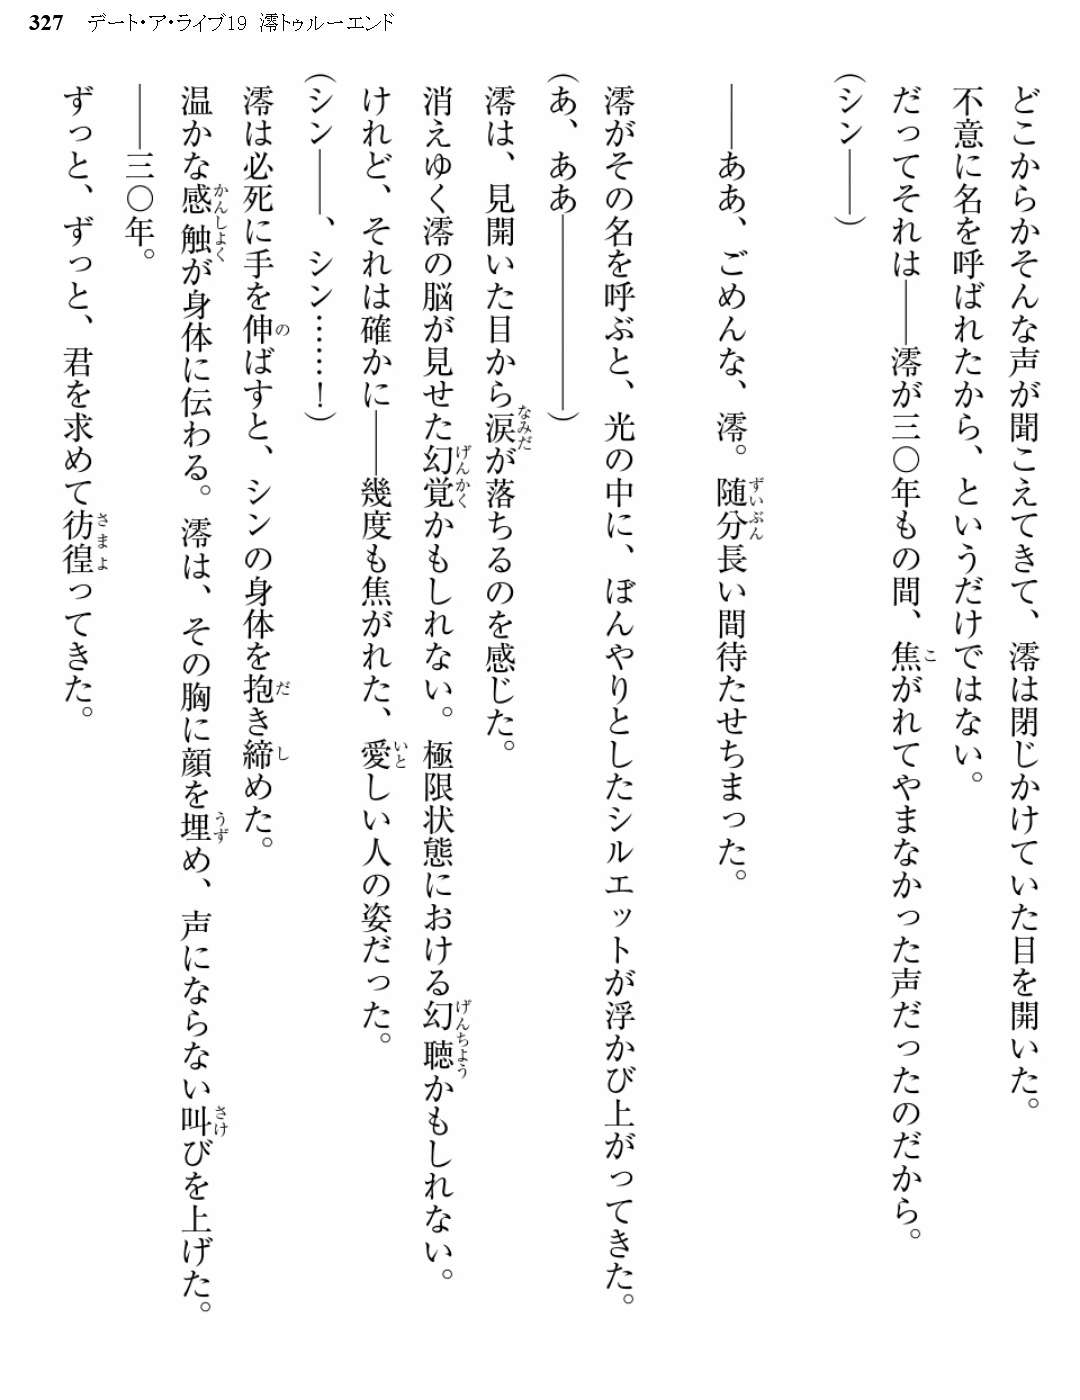 327 デート・ア・ライブ19 澪トゥルーエンド
どこからかそんな声が聞こえてきて、澪は閉じかけていた目を開いた。
不意に名を呼ばれたから、というだけではない。
だってそれは――澪が三〇年もの間、焦がれてやまなかった声だったのだから。
(シン――)
――ああ、ごめんな、澪。随分長い間待たせちまった。
澪がその名を呼ぶと、光の中に、ぼんやりとしたシルエットが浮かび上がってきた。
(あ、ああ――――――)
澪は、見開いた目から涙が落ちるのを感じた。
消えゆく澪の脳が見せた幻覚かもしれない。極限状態における幻聴かもしれない。
けれど、それは確かに――幾度も焦がれた、愛しい人の姿だった。
(シン――、シン……!)
澪は必死に手を伸ばすと、シンの身体を抱き締めた。
温かな感触が身体に伝わる。澪は、その胸に顔を埋め、声にならない叫びを上げた。
――三〇年。
ずっと、ずっと、君を求めて彷徨ってきた。